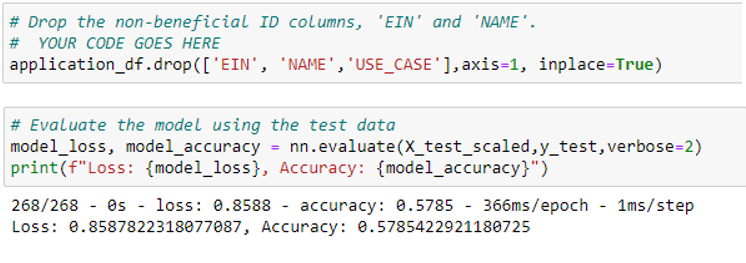 # Drop the non-beneficial ID columns, 'EIN' and 'NAME'.
#  YOUR CODE GOES HERE
application_df.drop(['EIN', 'NAME','USE_CASE'],axis=1, inplace=True)
# Evaluate the model using the test data
model_loss, model_accuracy = nn.evaluate(X_test_scaled,y_test,verbose=2)
print(f"Loss: {model_loss}, Accuracy: {model_accuracy}")
268/268 - 0s - loss: 0.8588 - accuracy: 0.5785 - 366ms/epoch - 1ms/step
Loss: 0.8587822318077087, Accuracy: 0.5785422921180725